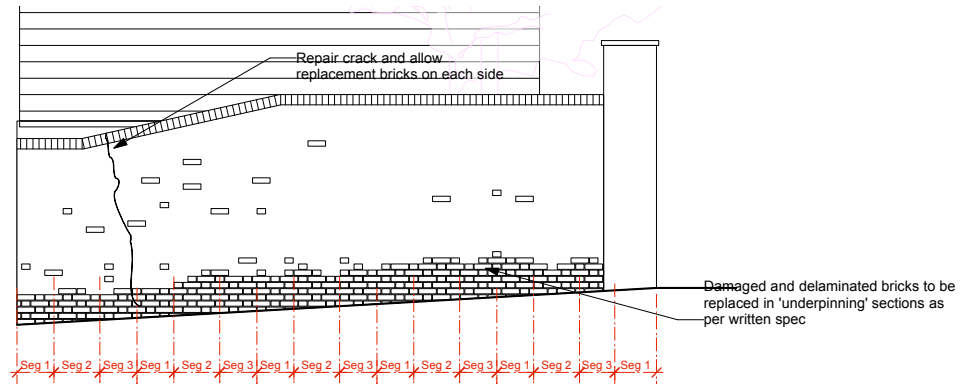 Repair crack and allow
replacement bricks on each side
Damaged and delaminated bricks to be
replaced in 'underpinning' sections as
per written spec
Seg 1 Seg 2 Seg 3 Seg 1 Seg 2 Seg 3 Seg 1 Seg 2 Seg 3 Seg 1 Seg 2 Seg 3 Seg 1 Seg 2 Seg 3 Seg 1